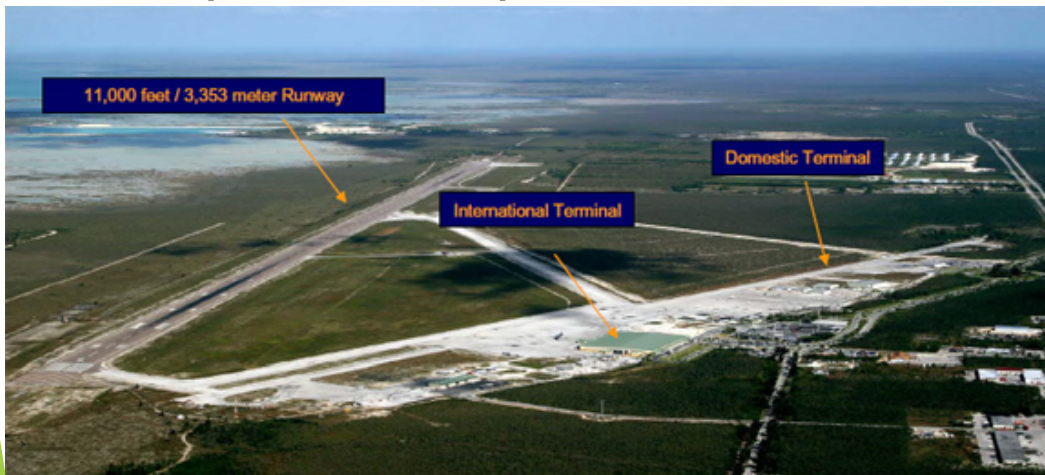 11,000 feet / 3,353 meter Runway
Domestic Terminal
International Terminal